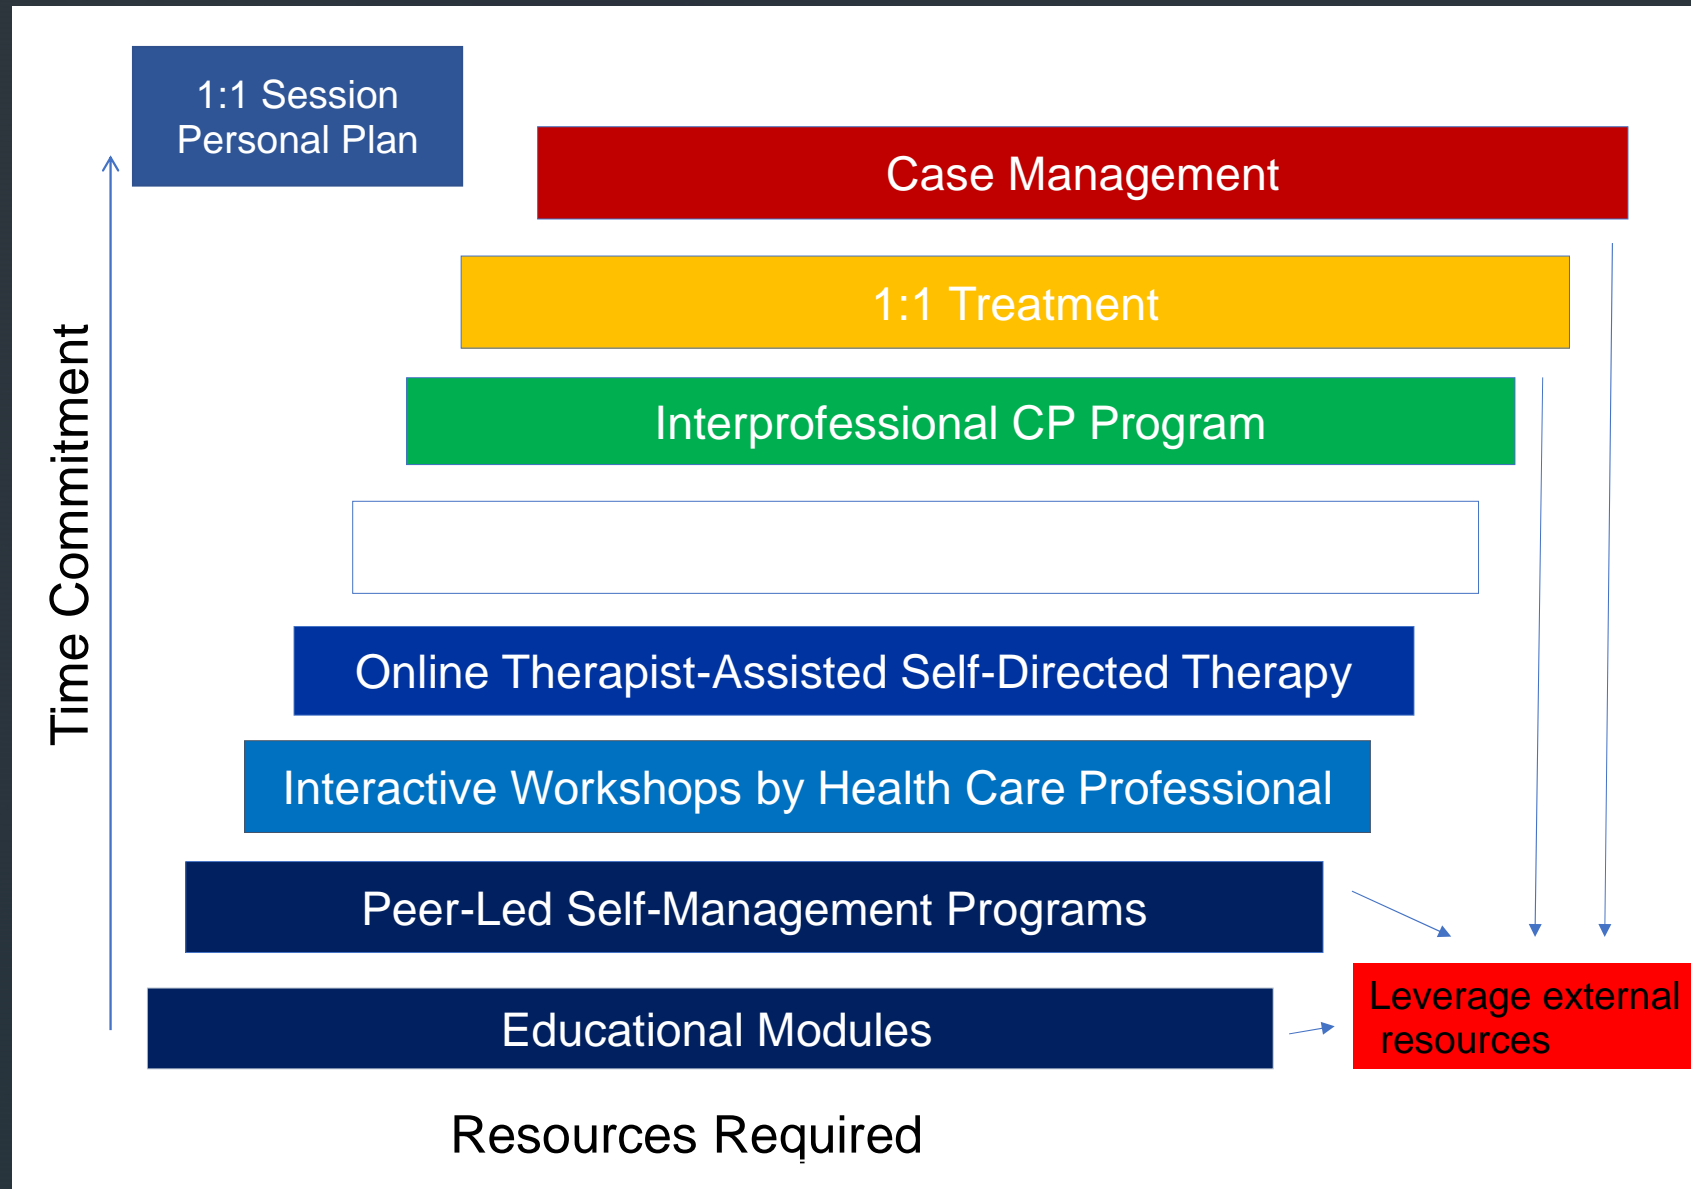 1:1 Session
Personal Plan
Case Management
1:1 Treatment
Interprofessional CP Program
Online Therapist-Assisted Self-Directed Therapy
Interactive Workshops by Health Care Professional
Peer-Led Self-Management Programs
Educational Modules
Leverage external
resources
Time Commitment
Resources Required